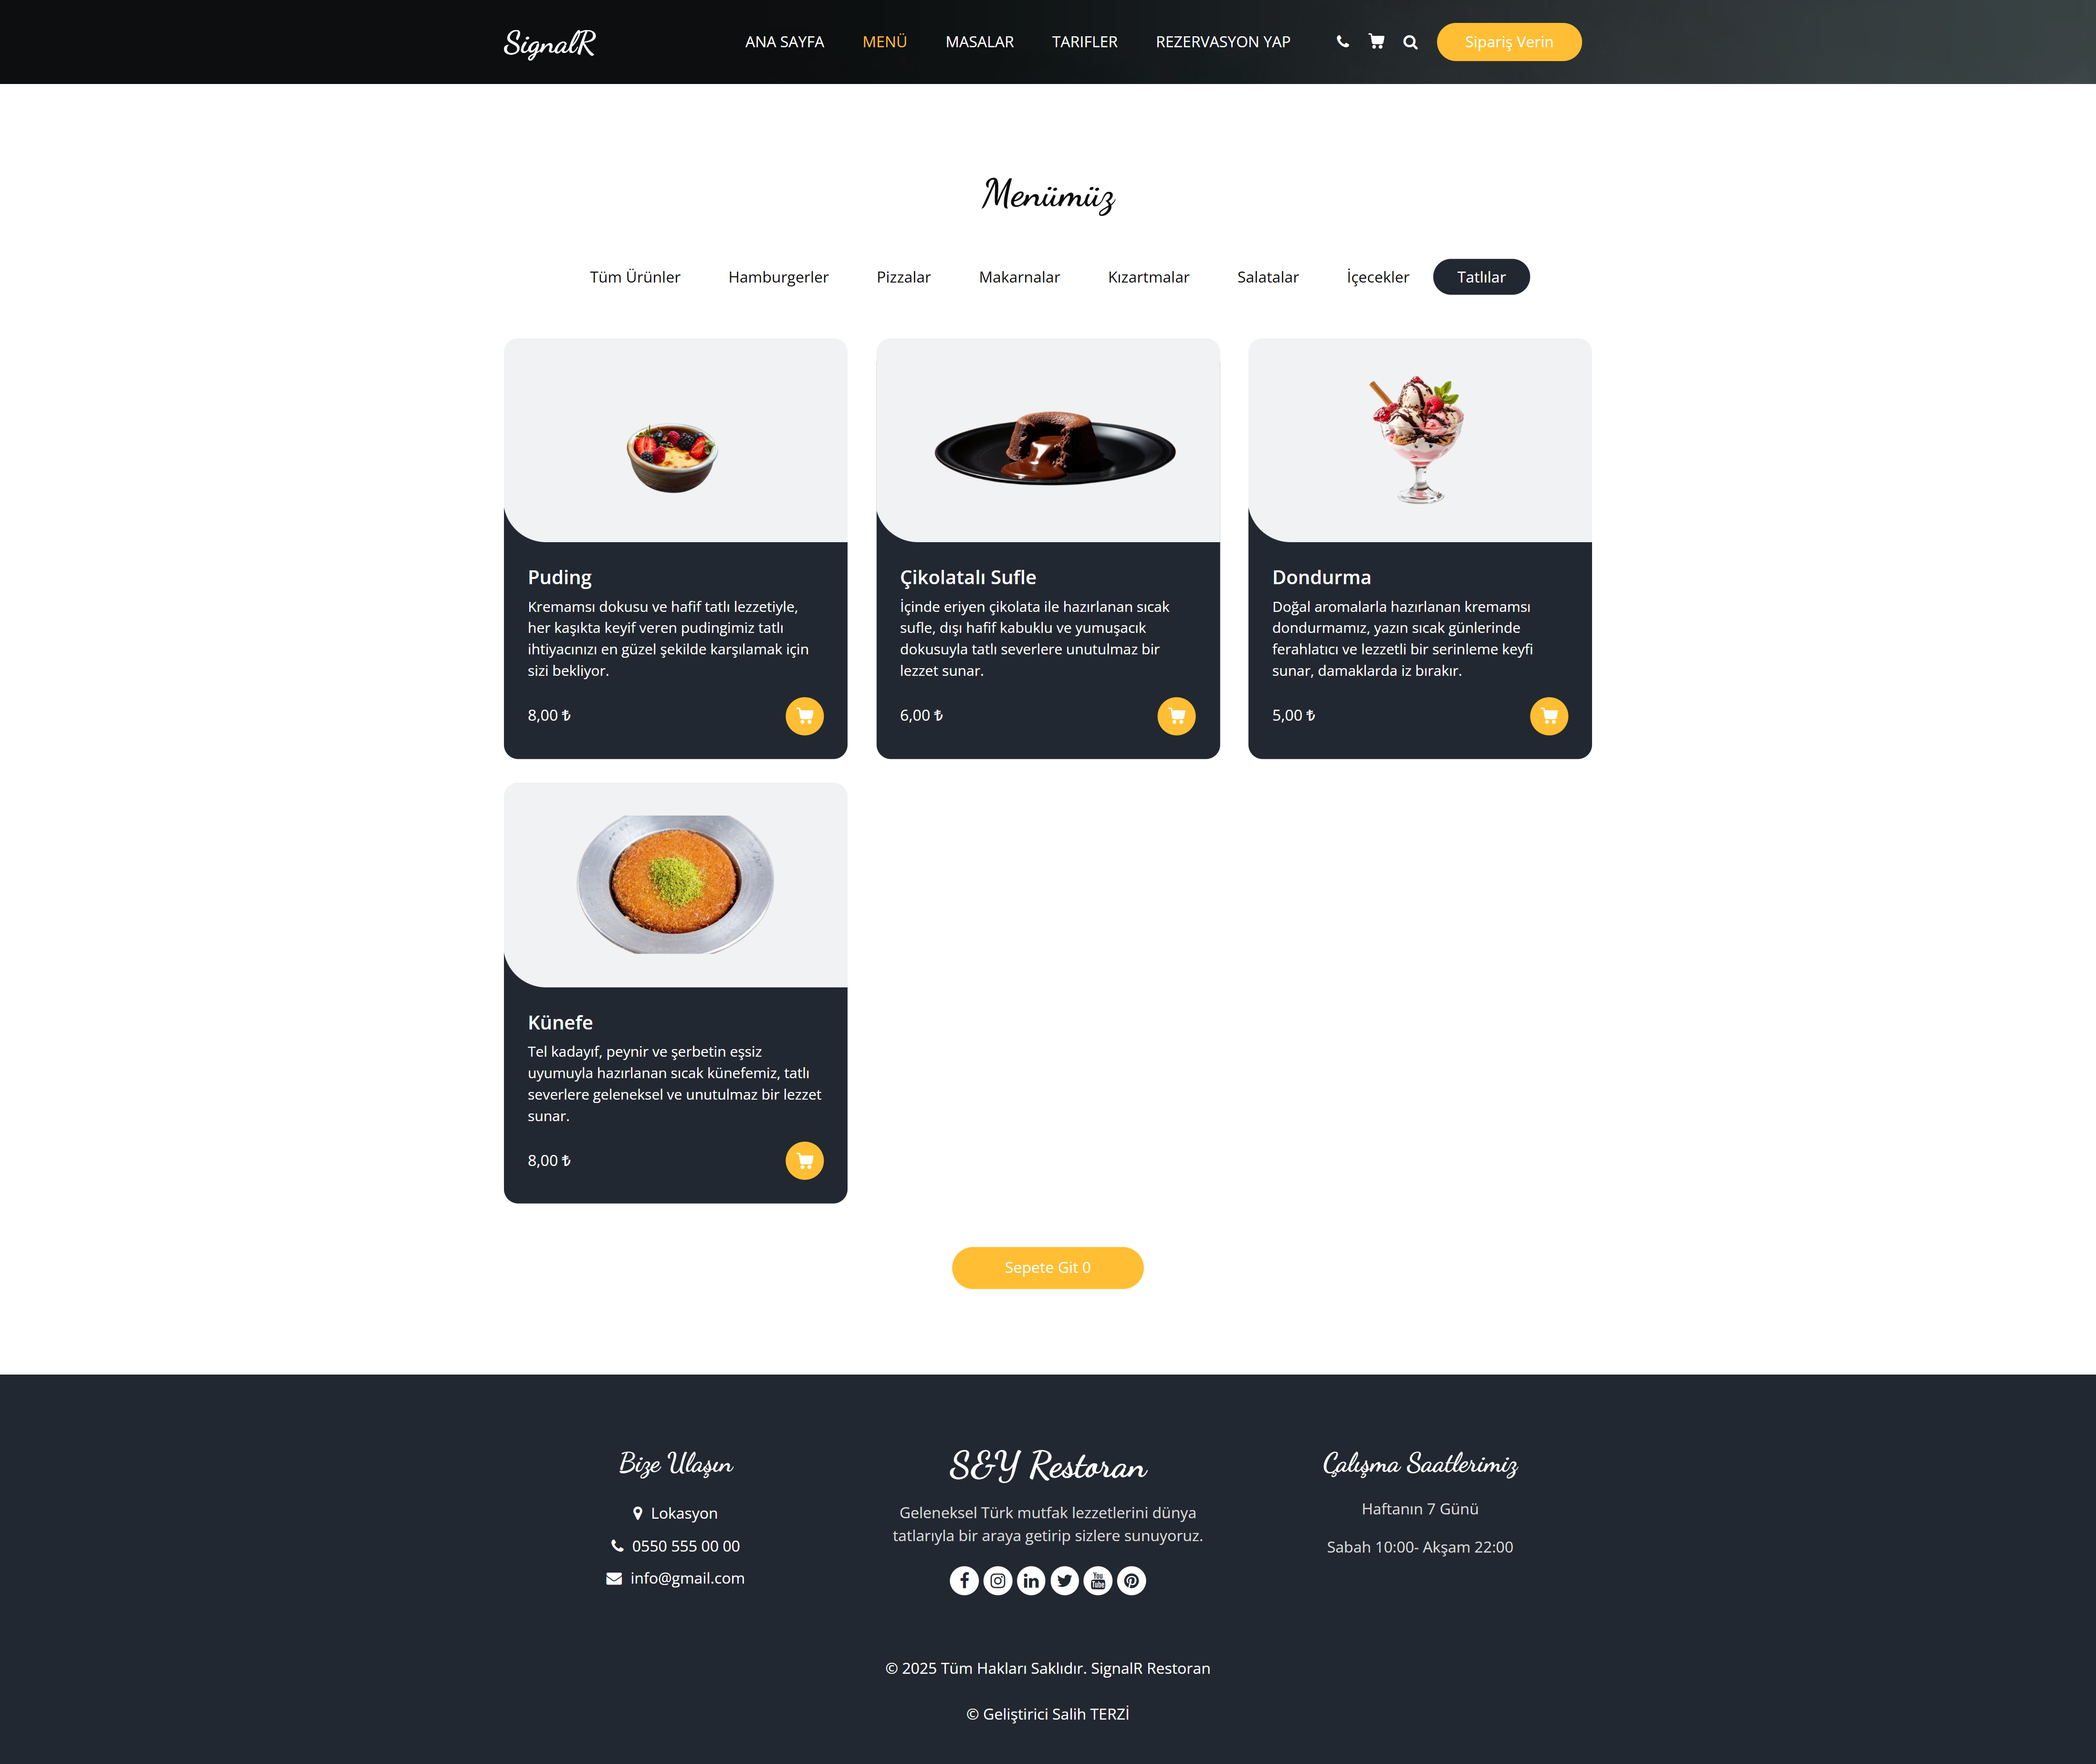 SignalR
ANA SAYFA MENÜ MASALAR TARIFLER REZERVASYON YAP Sipariş Verin
Menümüz
Tüm Ürünler Hamburgerler Pizzalar Makarnalar Kızartmalar Salatalar İçecekler Tatlılar
Puding
Kremamsı dokusu ve hafif tatlı lezzetiyle,
her kaşıkta keyif veren pudingimiz tatlı
ihtiyacınızı en güzel şekilde karşılamak için
sizi bekliyor.
8,00 ₺
Çikolatalı Sufle
İçinde eriyen çikolata ile hazırlanan sıcak
sufle, dışı hafif kabuklu ve yumuşacık
dokusuyla tatlı severlere unutulmaz bir
lezzet sunar.
6,00 ₺
Dondurma
Doğal aromalarla hazırlanan kremamsı
dondurmamız, yazın sıcak günlerinde
ferahlatıcı ve lezzetli bir serinleme keyfi
sunar, damaklarda iz bırakır.
5,00 ₺
Künefe
Tel kadayıf, peynir ve şerbetin eşsiz
uyumuyla hazırlanan sıcak künefemiz, tatlı
severlere geleneksel ve unutulmaz bir lezzet
sunar.
8,00 ₺
Sepete Git 0
Bize Ulaşın
Lokasyon
0550 555 00 00
info@gmail.com
S&Y Restoran
Geleneksel Türk mutfak lezzetlerini dünya
tatlarıyla bir araya getirip sizlere sunuyoruz.
You
Tube
Çalışma Saatlerimiz
Haftanın 7 Günü
Sabah 10:00- Akşam 22:00
© 2025 Tüm Hakları Saklıdır. SignalR Restoran
© Geliştirici Salih TERZİ